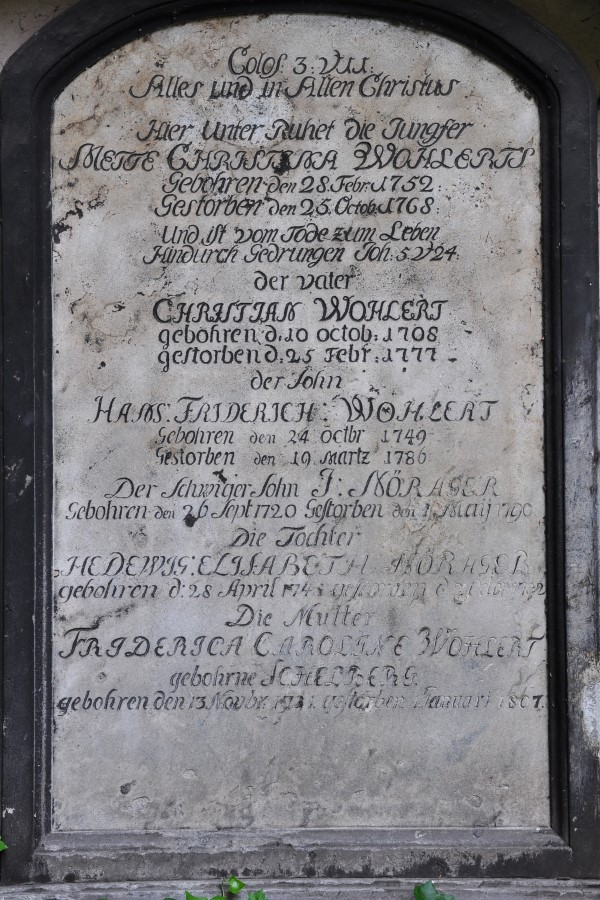 Colos. 3: V.11:
Alles und in Allen Christus
Hier Unter Ruhet die Jungfer
METTE CHRISTINA WOHLERTS
Gebohren den 28. Febr. 1752:
Gestorben den 25. Octob. 1768:
Und ist vom Tode zum Leben
Hindurch Gedrungen Joh: 5 V 24:
der vater
CHRISTIAN WOHLERT
gebohren d. 10 octob: 1708
gestorben d. 25 Febr: 1777
der Sohn
HANS: FRIDERICH: WOHLERT
Gebohren den 24 octbr 1749
Gestorben den 19 martz 1786
Der Schwiger Sohn J: NÖRAGER
Gebohren den 26 Sept 1720 Gestorben den 1 Maij 1790
Die Tochter
HEDEWIG: ELISABETH NÖRAGER
gebohren d: 28 April
Die Mutter
FRIDERICA CAROLINE WOHLERT
gebohrne SCHELBERG
gebohren den 13 Novbr. gestorben Januari 1807.